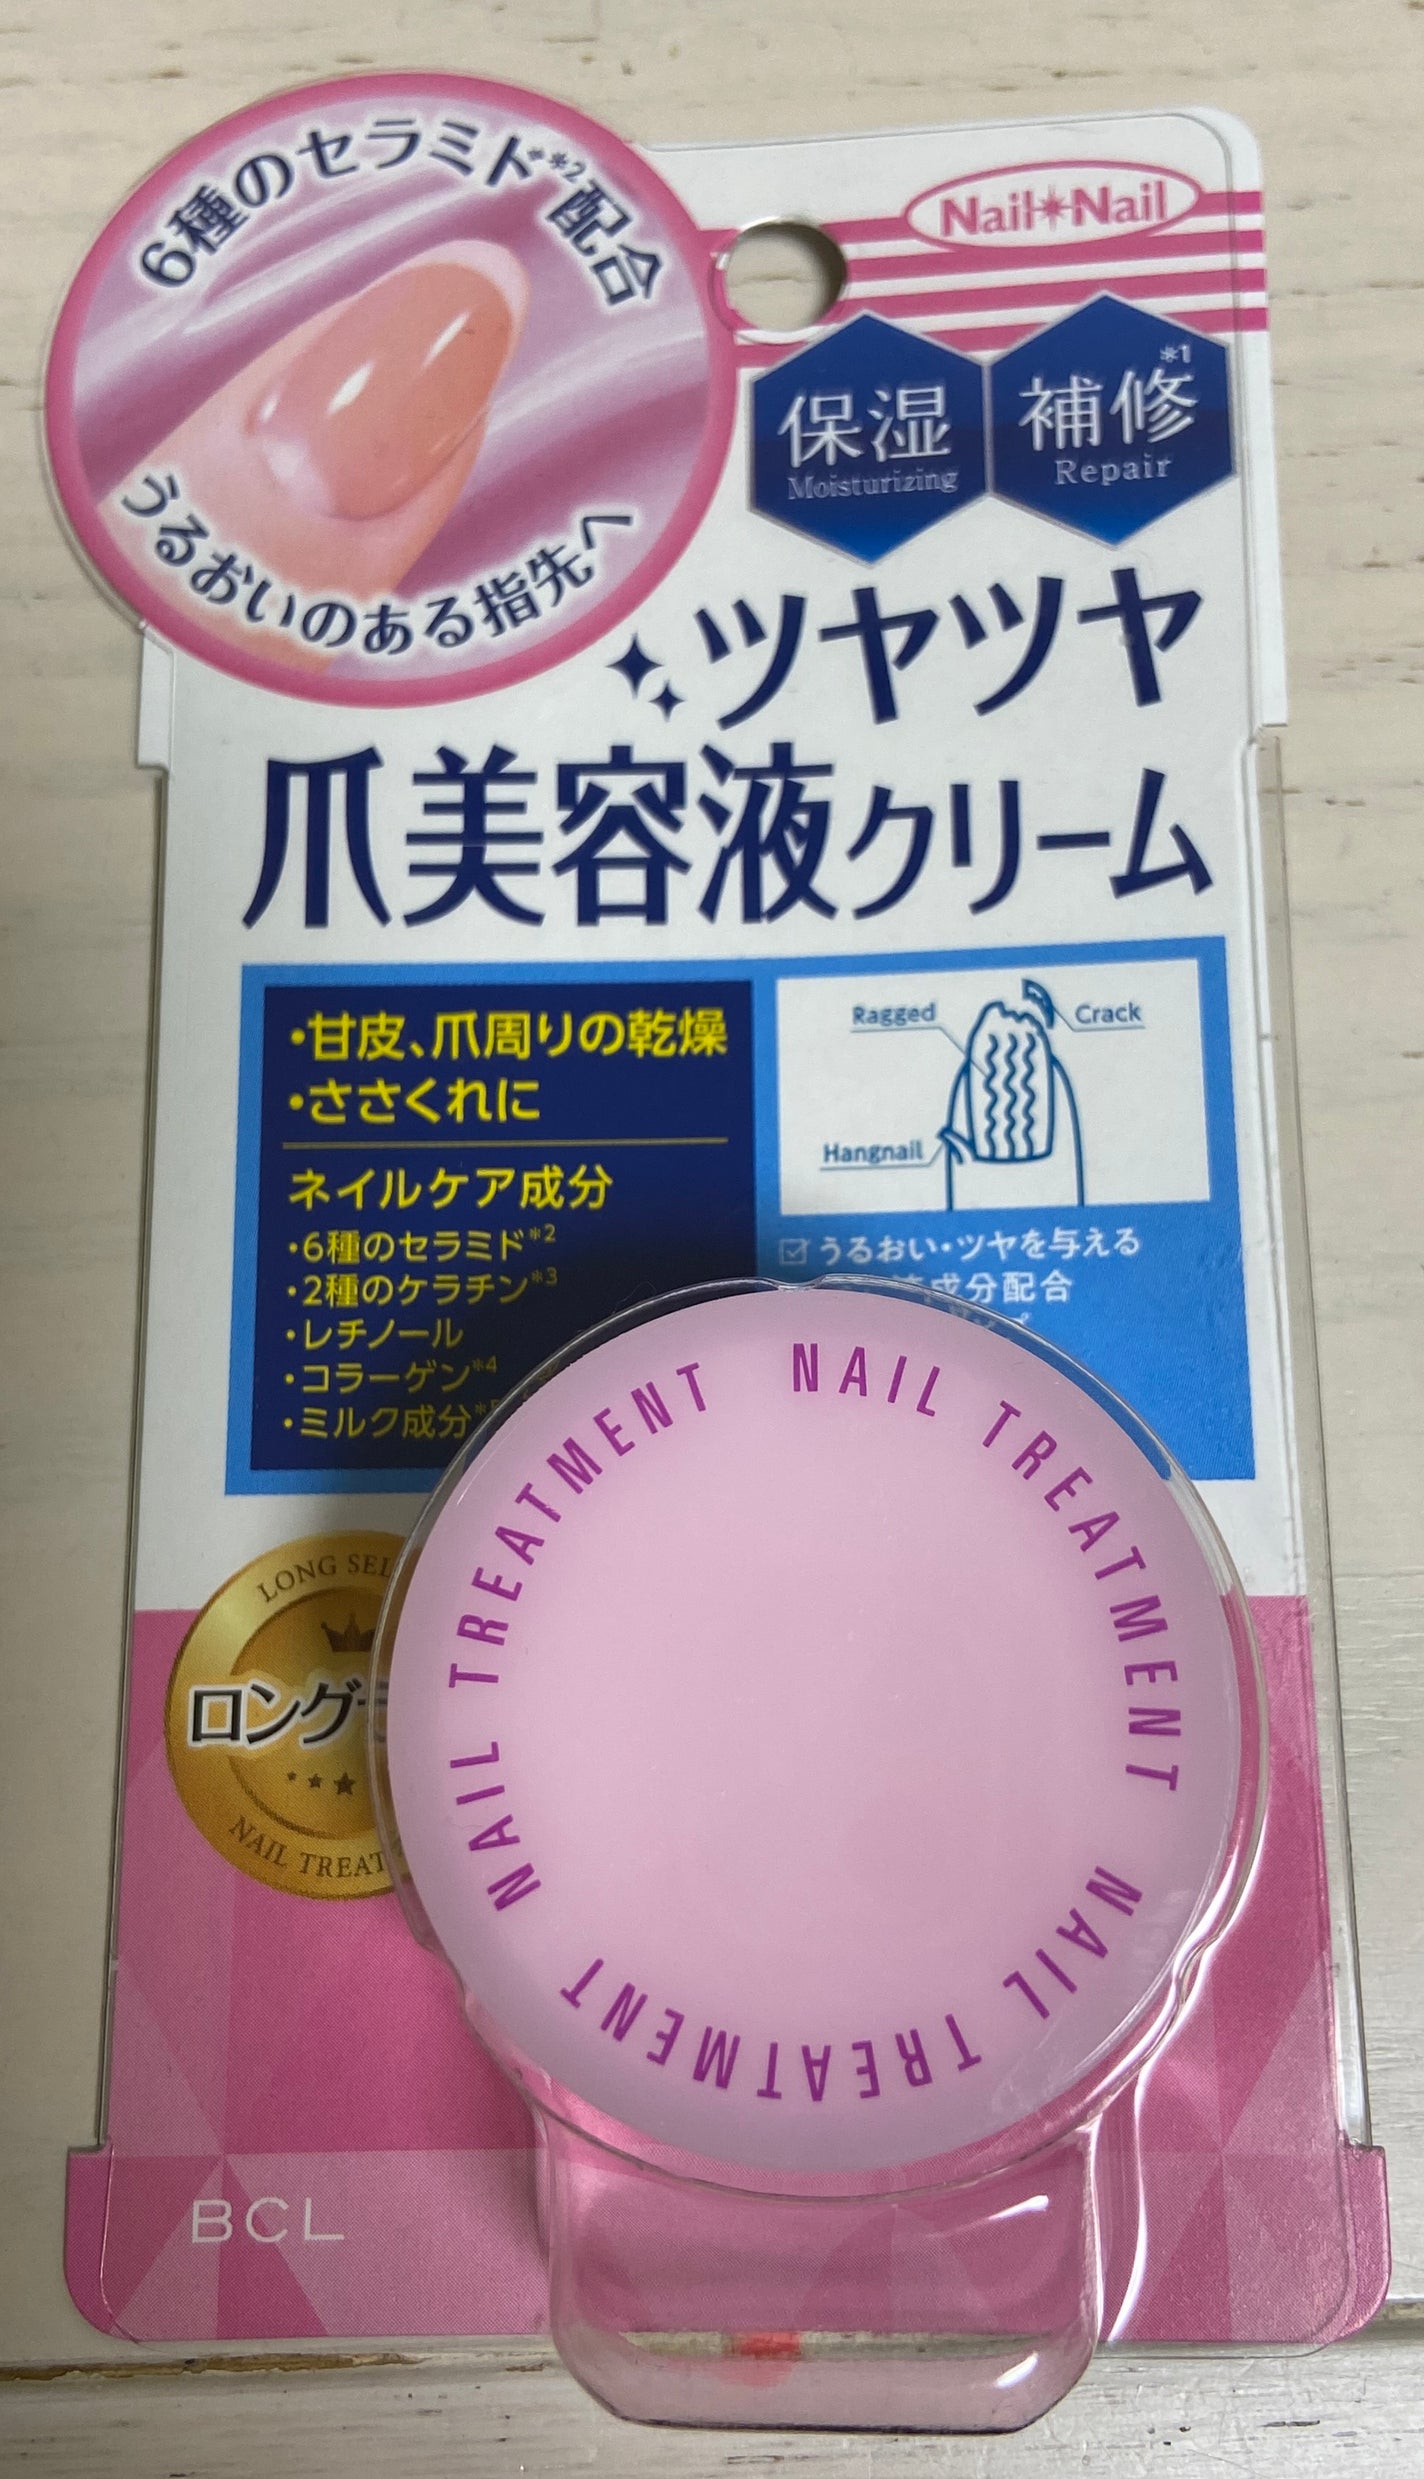 6種のセラミド*※2配合
うるおいのある指先へ
Nail Nail
保湿
Moisturizing
補修*1
Repair
ツヤツヤ
爪美容液クリーム
・甘皮、爪周りの乾燥
・ささくれに
ネイルケア成分
・6種のセラミド*2
・2種のケラチン*3
・レチノール
・コラーゲン*4
・ミルク成分
Ragged
Crack
Hangnail
うるおい・ツヤを与える
成分配合
LONG
ロング
NAIL
NAIL TREATMENT
NAIL TREATMENT
NAIL TREATMENT
BCL